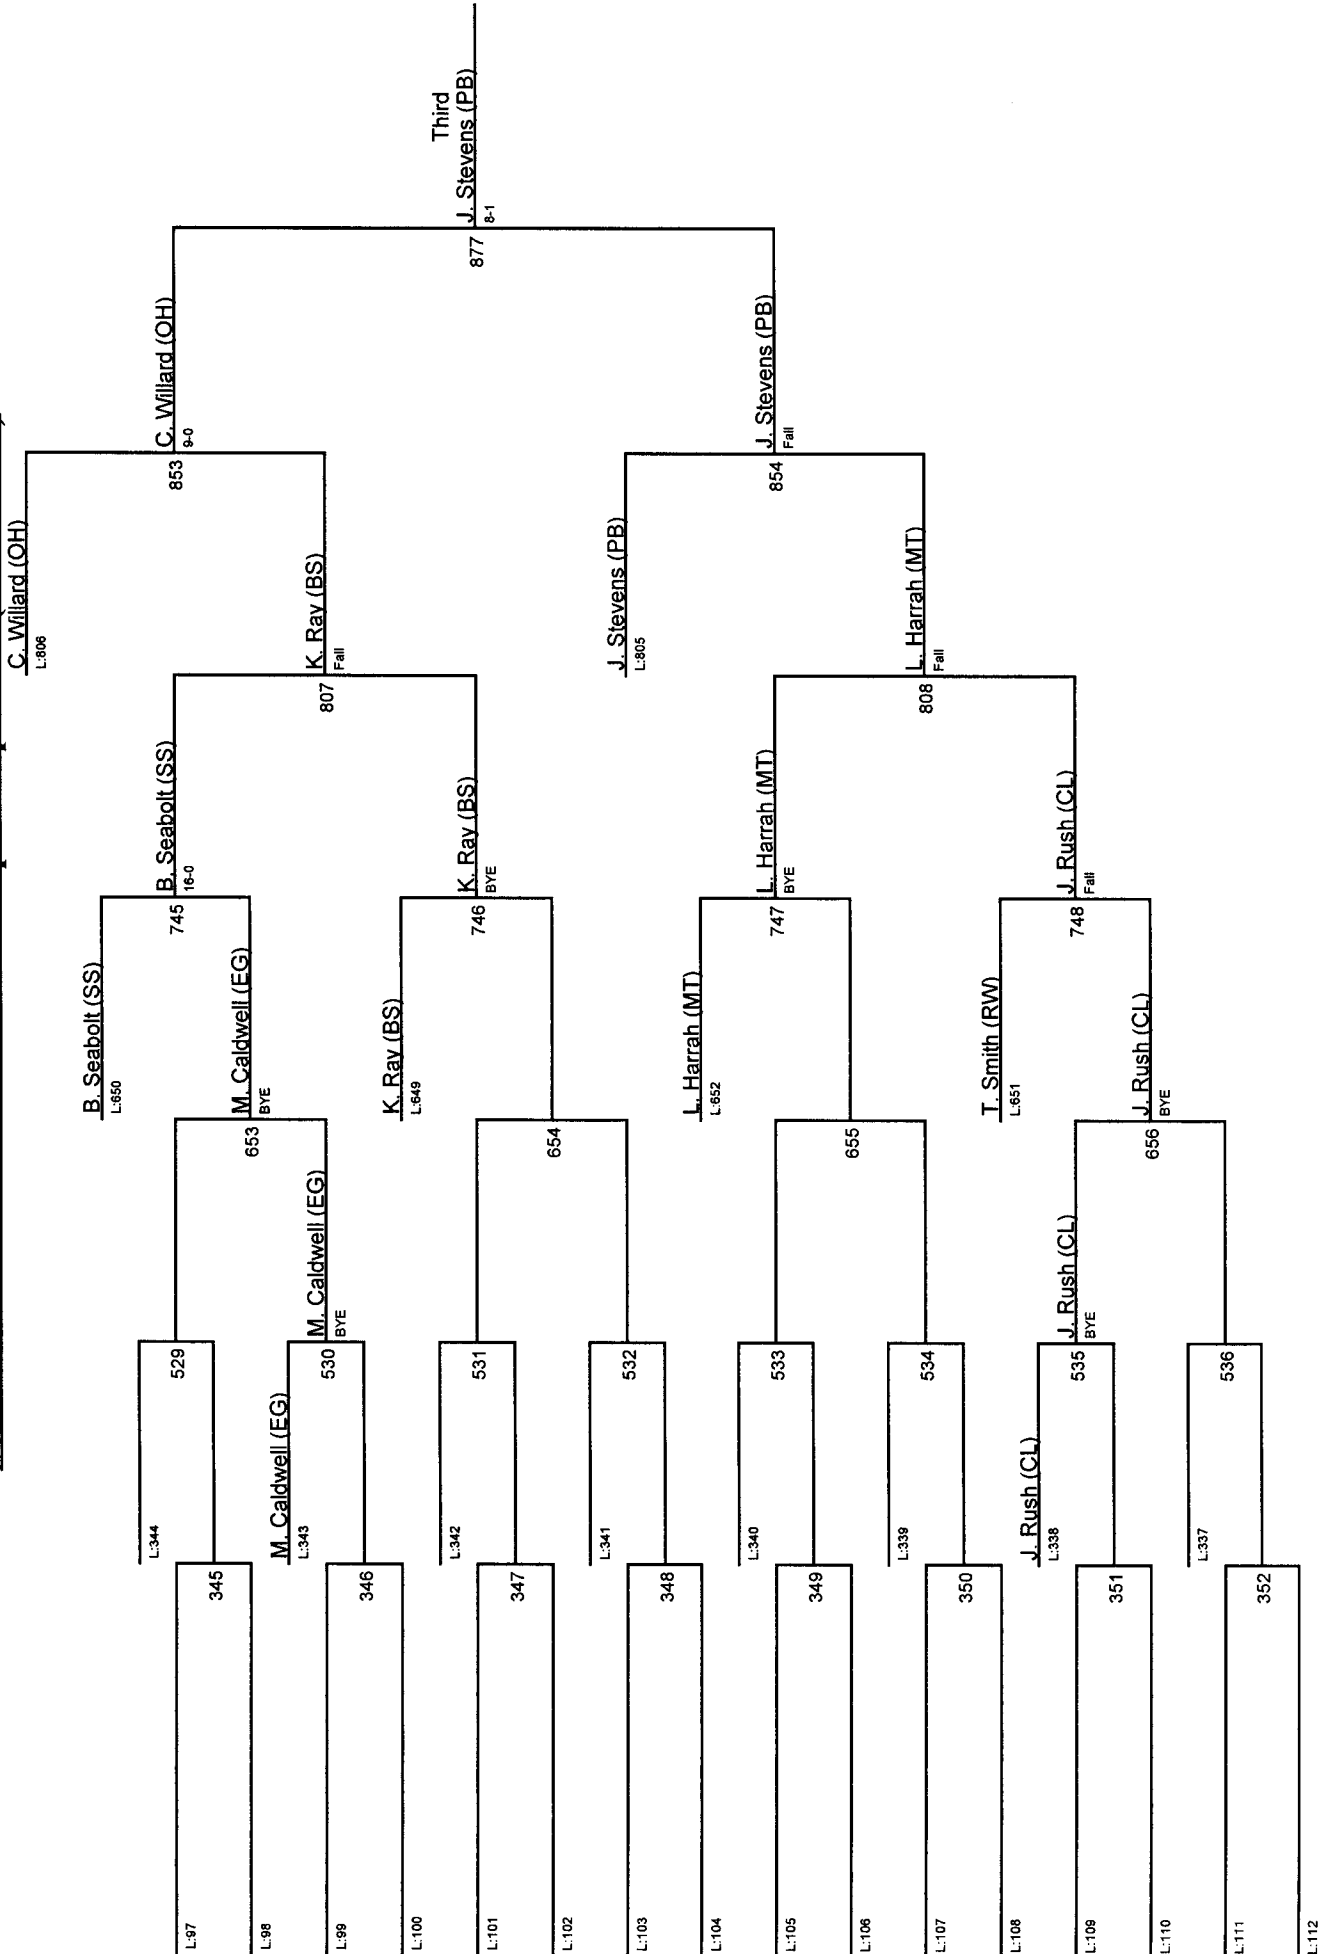 L:97
L:98
L:99
L:100
L:101
L:102
L:103
L:104
L:105
L:106
L:107
L:108
L:109
L:110
L:111
L:112
345
346
347
348
349
350
351
352
L:344
M. Caldwell (EG)
L:343
L:342
L:341
L:340
L:339
J. Rush (CL)
L:338
L:337
529
M. Caldwell (EG)
530
BYE
531
532
533
534
J. Rush (CL)
535
BYE
536
B. Seabolt (SS)
L:650
M. Caldwell (EG)
653
BYE
K. Ray (BS)
L:649
654
L. Harrah (MT)
L:652
655
T. Smith (RW)
L:651
J. Rush (CL)
656
BYE
B. Seabolt (SS)
745
16-0
K. Ray (BS)
746
BYE
L. Harrah (MT)
747
BYE
J. Rush (CL)
748
Fall
C. Willard (OH)
L:806
K. Ray (BS)
807
Fall
J. Stevens (PB)
L:805
L. Harrah (MT)
808
Fall
C. Willard (OH)
853
9-0
J. Stevens (PB)
854
Fall
Third
J. Stevens (PB)
877
8-1